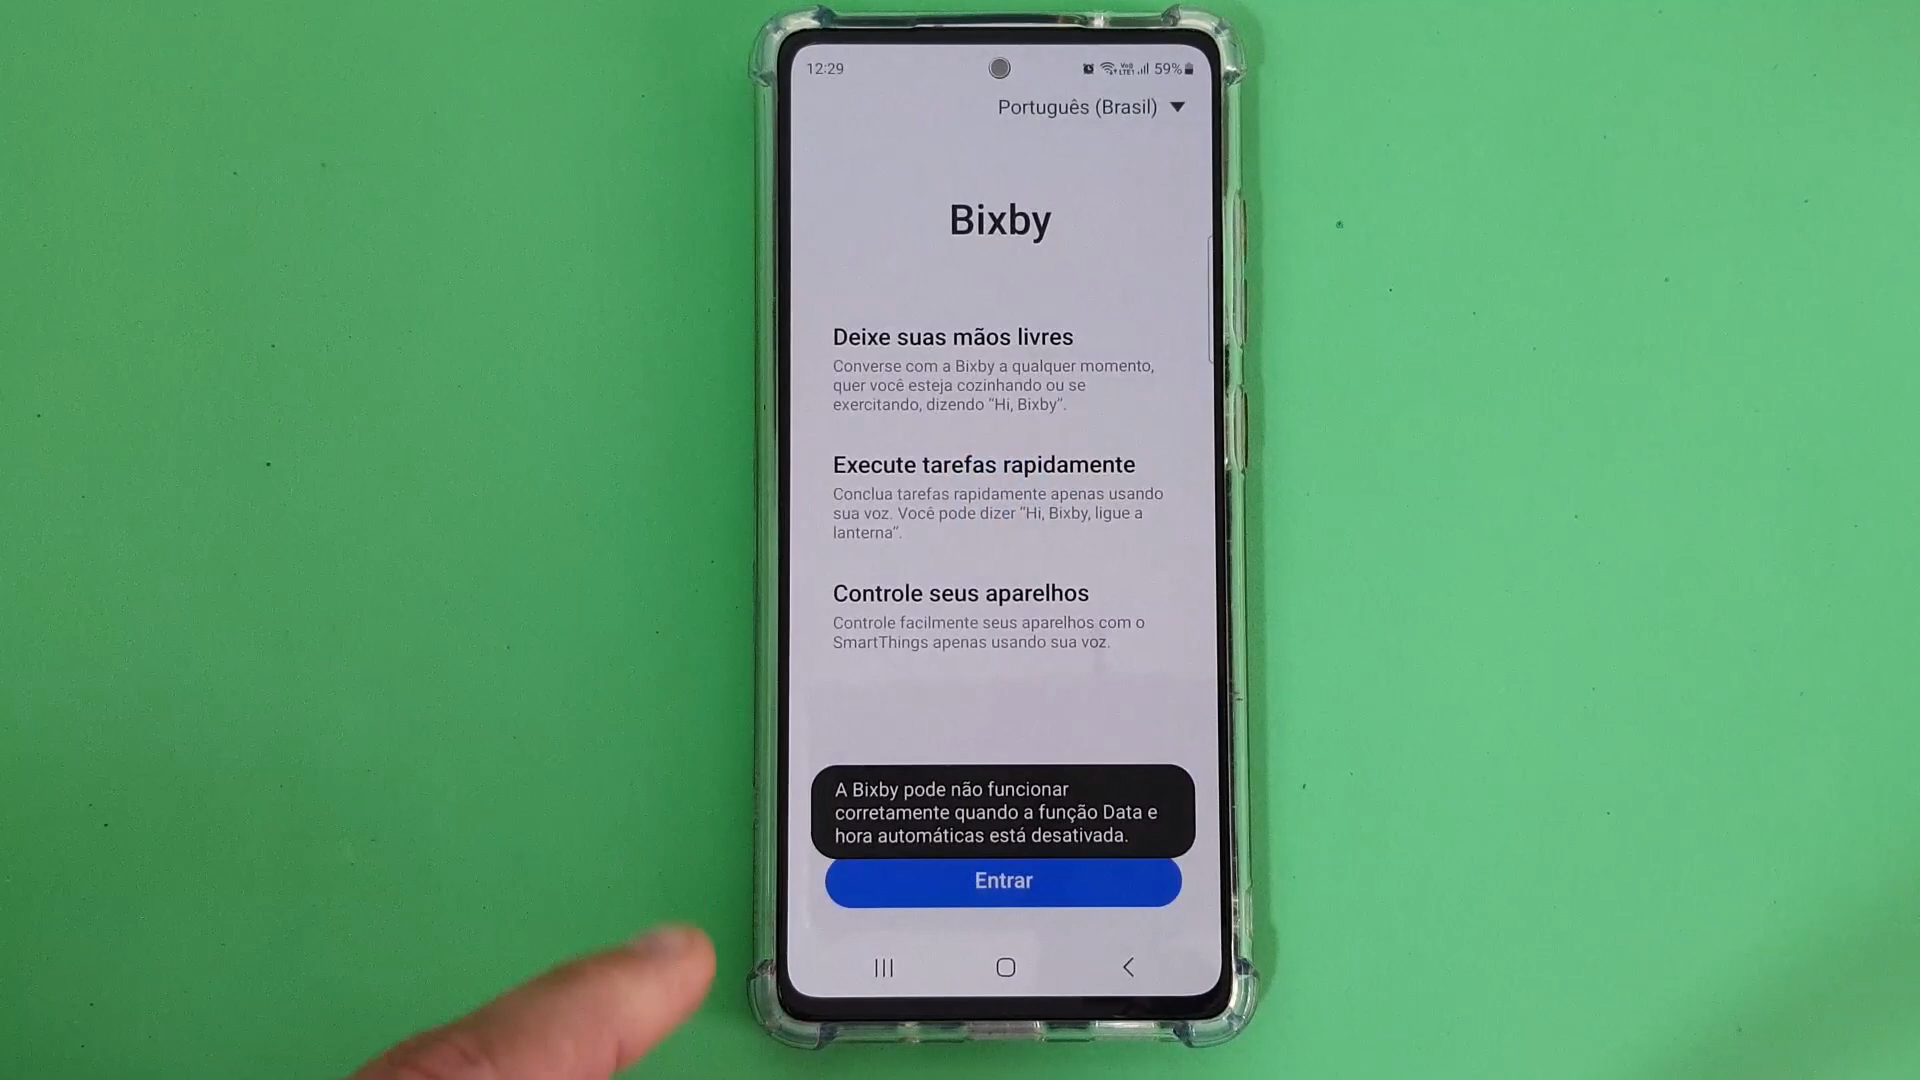 12:29
59%
Português (Brasil)
Bixby
Deixe suas mãos livres
Converse com a Bixby a qualquer momento,
quer você esteja cozinhando ou se
exercitando, dizendo “Hi, Bixby”.
Execute tarefas rapidamente
Conclua tarefas rapidamente apenas usando
sua voz. Você pode dizer “Hi, Bixby, ligue a
lanterna”.
Controle seus aparelhos
Controle facilmente seus aparelhos com o
SmartThings apenas usando sua voz.
A Bixby pode não funcionar
corretamente quando a função Data e
hora automáticas está desativada.
Entrar